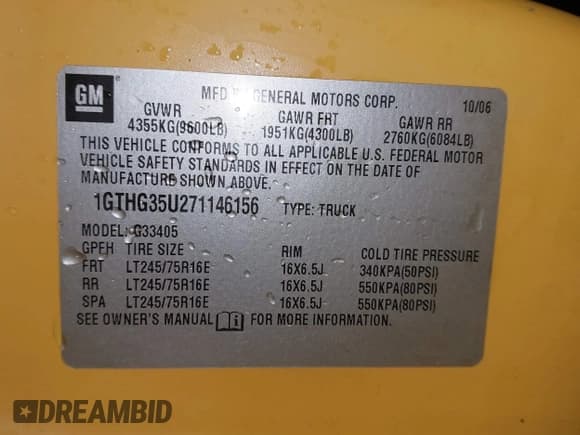 GM
MFD BY GENERAL MOTORS CORP. 10/06
GVWR GAWR FRT GAWR RR
4355KG(9600LB) 1951KG(4300LB) 2760KG(6084LB)
THIS VEHICLE CONFORMS TO ALL APPLICABLE U.S. FEDERAL MOTOR
VEHICLE SAFETY STANDARDS IN EFFECT ON THE DATE OF
MANUFACTURE SHOWN ABOVE.
1GTHG35U271146156 TYPE: TRUCK
MODEL: G33405
GPFH TIRE SIZE RIM COLD TIRE PRESSURE
FRT LT245/75R16E 16X6.5J 340KPA(50PSI)
RR LT245/75R16E 16X6.5J 550KPA(80PSI)
SPA LT245/75R16E 16X6.5J 550KPA(80PSI)
SEE OWNER'S MANUAL FOR MORE INFORMATION.
DREAMBID